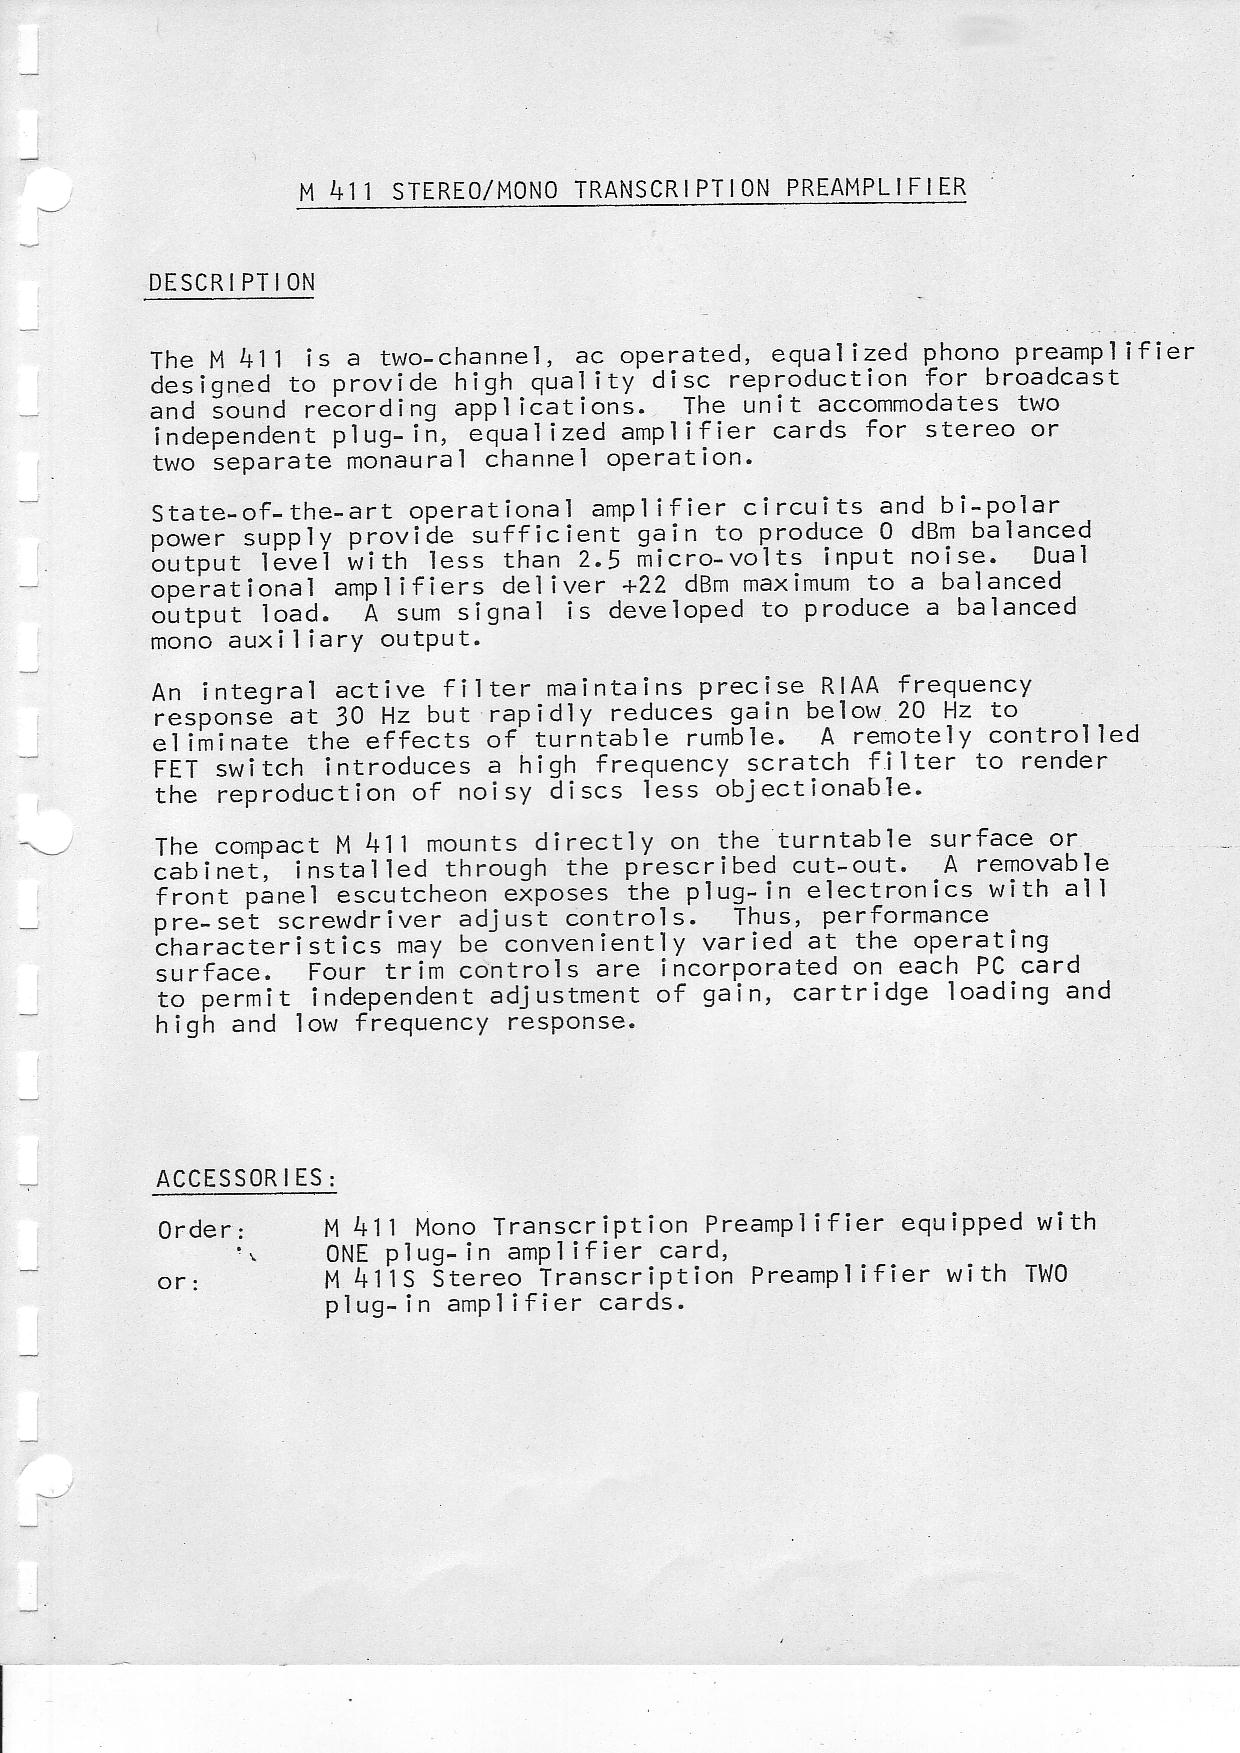 M 411 STEREO/MONO TRANSCRIPTION PREAMPLIFIER
DESCRIPTION
The M 411 is a two-channel, ac operated, equalized phono preamplifier
designed to provide high quality disc reproduction for broadcast
and sound recording applications. The unit accommodates two
independent plug-in, equalized amplifier cards for stereo or
two separate monaural channel operation.
State-of-the-art operational amplifier circuits and bi-polar
power supply provide sufficient gain to produce 0 dBm balanced
output level with less than 2.5 micro-volts input noise. Dual
operational amplifiers deliver +22 dBm maximum to a balanced
output load. A sum signal is developed to produce a balanced
mono auxiliary output.
An integral active filter maintains precise RIAA frequency
response at 30 Hz but rapidly reduces gain below 20 Hz to
eliminate the effects of turntable rumble. A remotely controlled
FET switch introduces a high frequency scratch filter to render
the reproduction of noisy discs less objectionable.
The compact M 411 mounts directly on the turntable surface or
cabinet, installed through the prescribed cut-out. A removable
front panel escutcheon exposes the plug-in electronics with all
pre-set screwdriver adjust controls. Thus, performance
characteristics may be conveniently varied at the operating
surface. Four trim controls are incorporated on each PC card
to permit independent adjustment of gain, cartridge loading and
high and low frequency response.
ACCESSORIES:
Order: M 411 Mono Transcription Preamplifier equipped with
ONE plug-in amplifier card,
or: M 411S Stereo Transcription Preamplifier with TWO
plug-in amplifier cards.